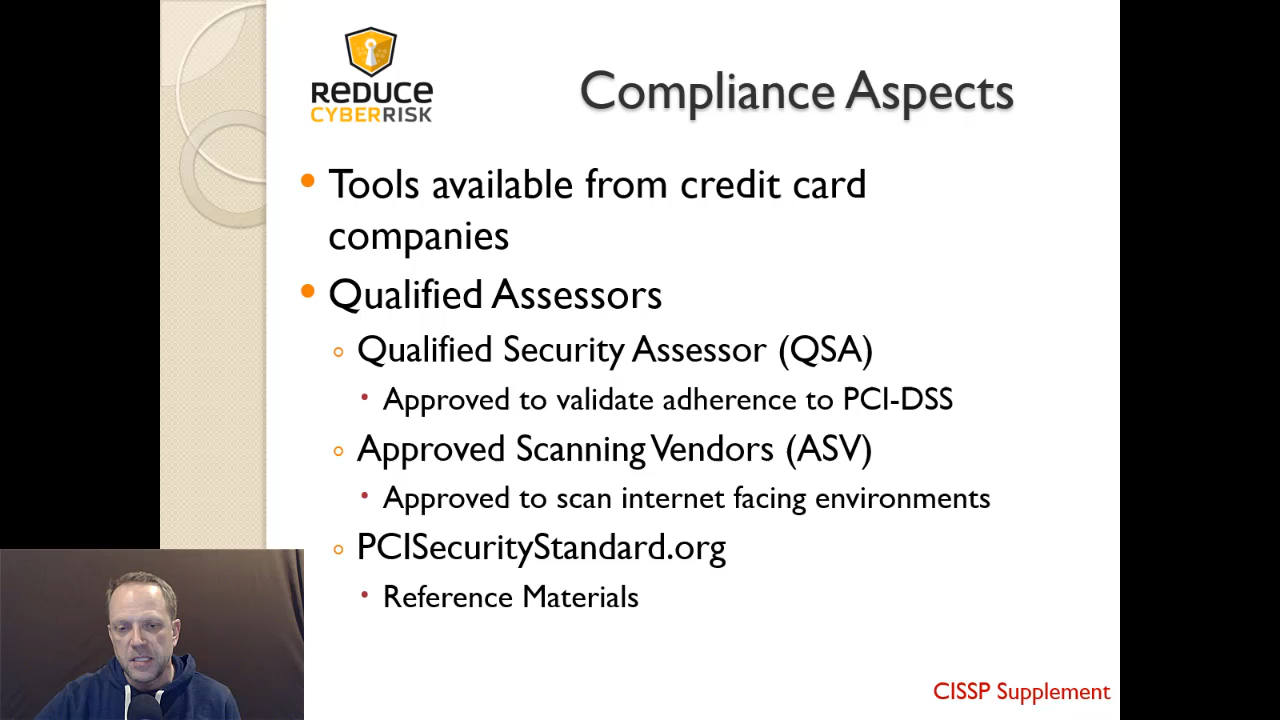 REDUCE
CYBERRISK
Compliance Aspects
Tools available from credit card
companies
Qualified Assessors
Qualified Security Assessor (QSA)
Approved to validate adherence to PCI-DSS
Approved Scanning Vendors (ASV)
Approved to scan internet facing environments
PCISecurityStandard.org
Reference Materials
CISSP Supplement